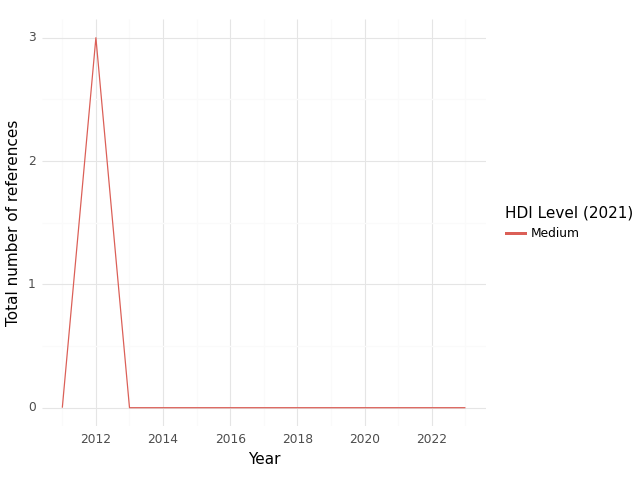 3
2
1
0
Total number of references
2012 2014 2016 2018 2020 2022
Year
HDI Level (2021)
Medium